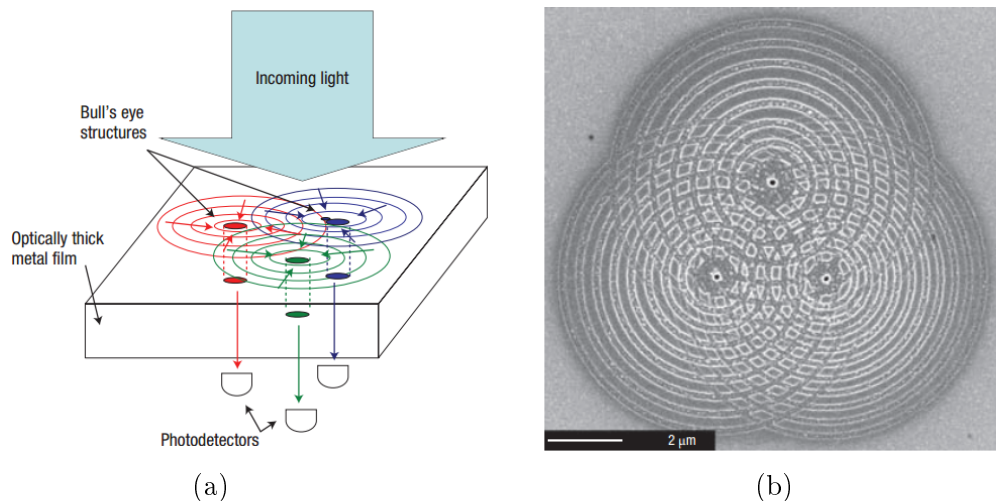 Incoming light
Bull's eye
structures
Optically thick
metal film
Photodetectors
2 μm
(a)
(b)